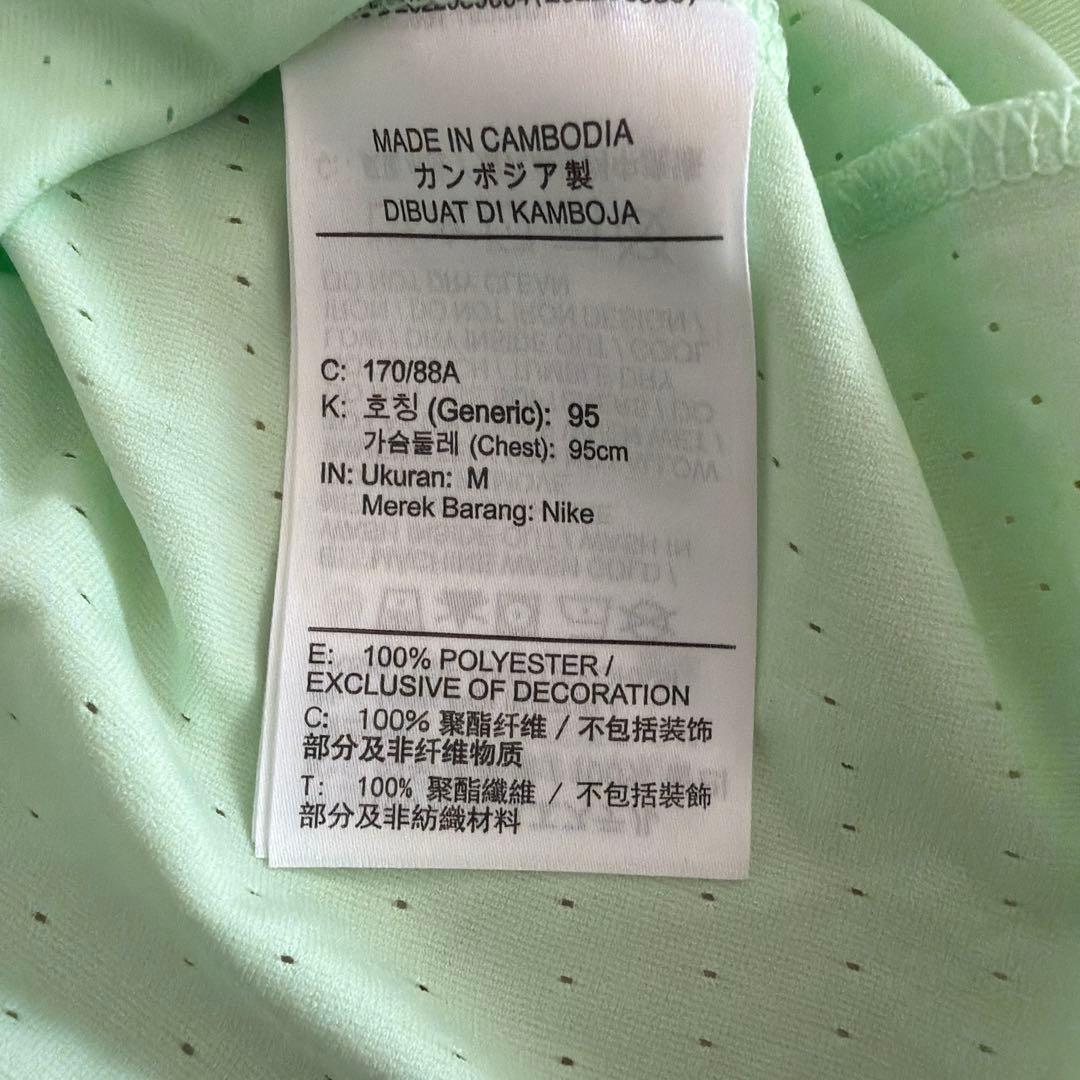 MADE IN CAMBODIA
カンボジア製
DIBUAT DI KAMBOJA
C: 170/88A
K: 호칭 (Generic): 95
가슴둘레 (Chest): 95cm
IN: Ukuran: M
Merek Barang: Nike
E: 100% POLYESTER /
EXCLUSIVE OF DECORATION
C: 100% 聚酯纤维 / 不包括装饰
部分及非纤维物质
T: 100% 聚酯纖維 / 不包括裝飾
部分及非紡織材料